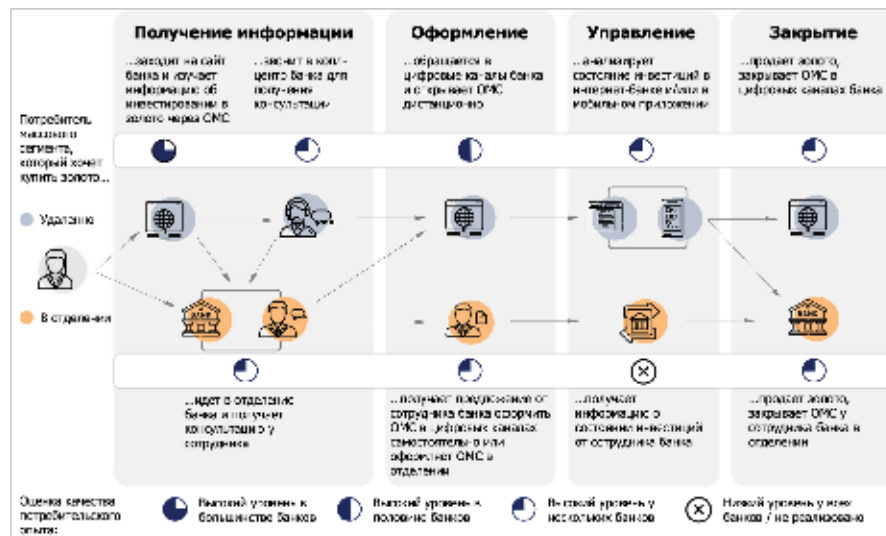 Получение информации
Оформление
Управление
Закрытие
...заходит на сайт
банка и изучает
информацию об
инвестировании в
золото через ОМС
...звонит в колл-
центр банка для
получения
консультации
...обращается в
цифровые каналы банка
и открывает ОМС
дистанционно
...анализирует
состояние инвестиций в
интернет-банке и/или в
мобильном приложении
...продает золото,
закрывает ОМС в
цифровых каналах банка
Потребитель
массового
сегмента,
который хочет
купить золото...
Удаленно
В отделении
...идет в отделение
банка и получает
консультацию у
сотрудника
...получает предложение от
сотрудника банка оформить
ОМС в цифровых каналах
самостоятельно или
оформляет ОМС в
отделении
...получает
информацию о
состоянии инвестиций
от сотрудника банка
...продает золото,
закрывает ОМС у
сотрудника банка в
отделении
Оценка качества
потребительского
опыта:
Высокий уровень в
большинстве банков
Высокий уровень в
половине банков
Высокий уровень у
нескольких банков
Низкий уровень у всех
банков / не реализовано